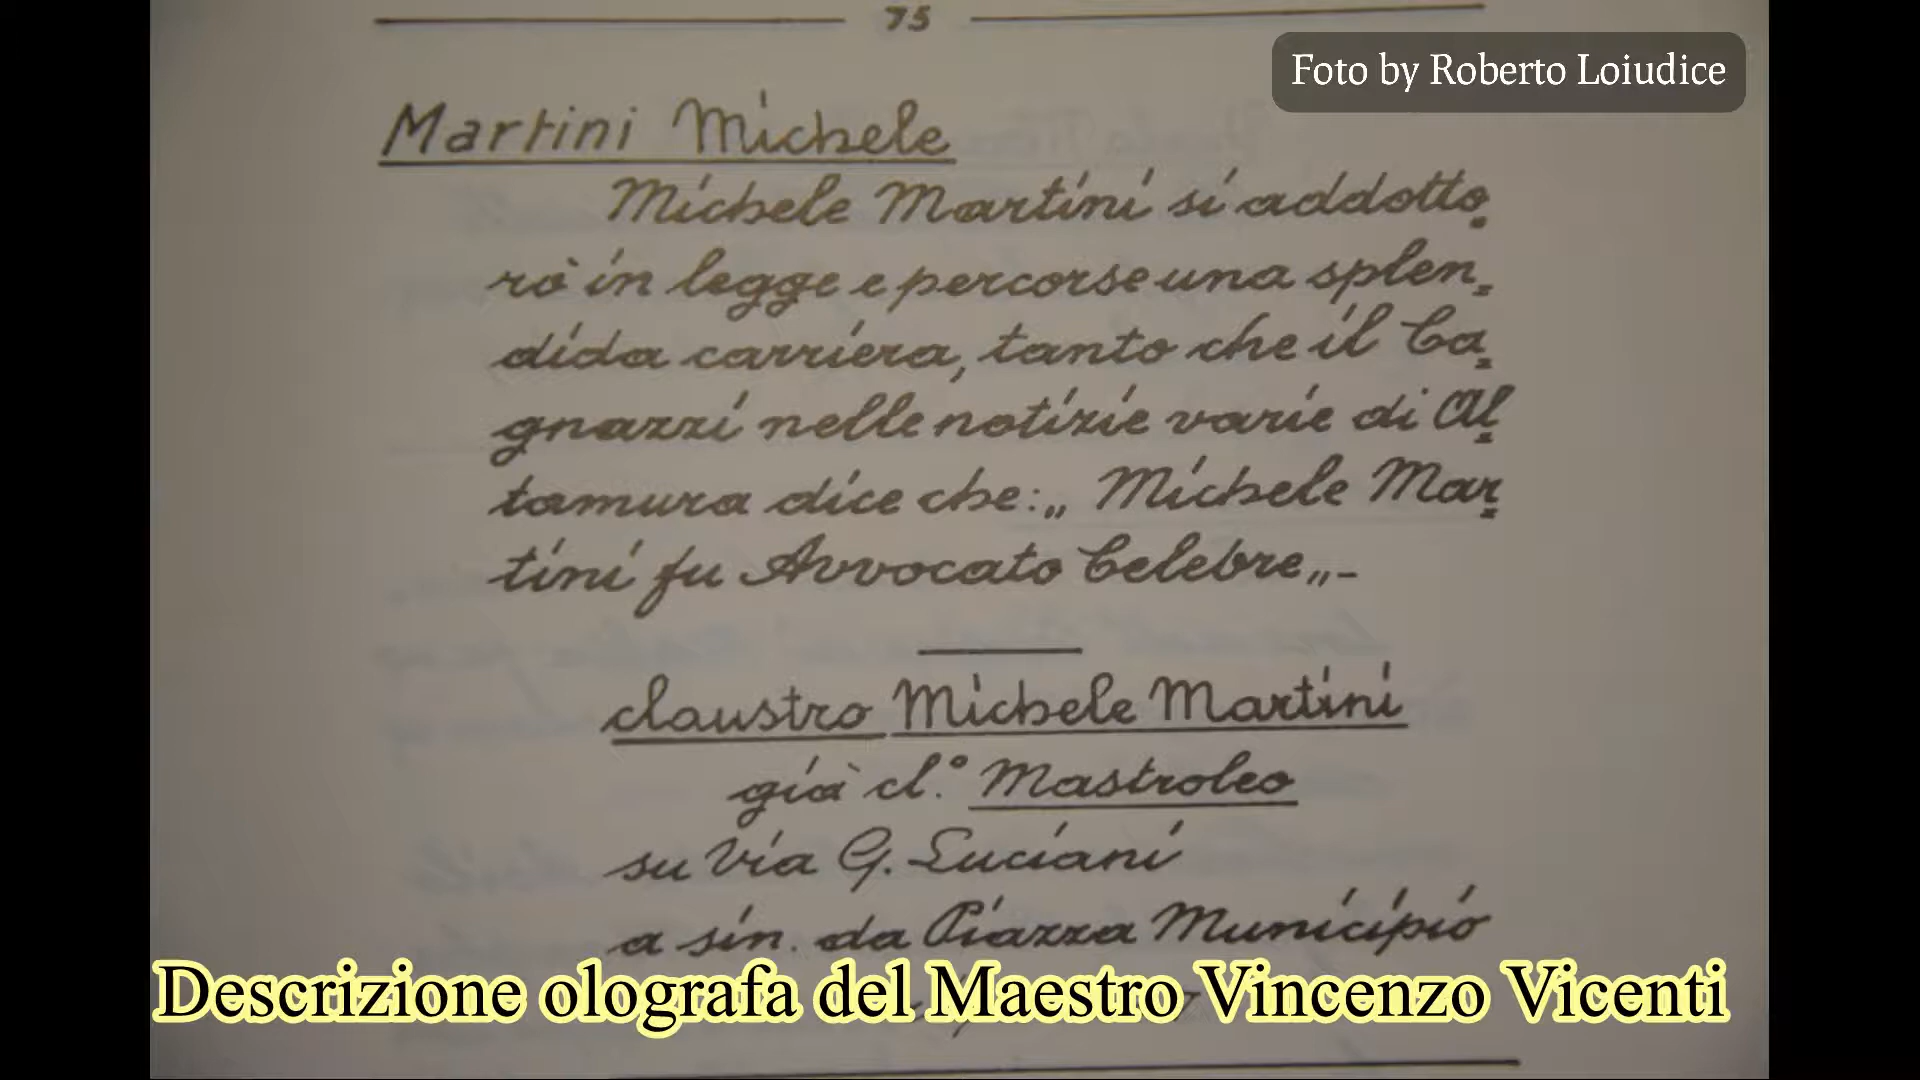 75
Foto by Roberto Loiudice
Martini Michele
Michele Martini si addotto=
rò in legge e percorse una splen=
dida carriera, tanto che il Ca=
gnazzi nelle notizie varie di Al=
tamura dice che: „ Michele Mar=
tini fu Avvocato Celebre„-
claustro Michele Martini
già cl.° Mastroleo
su Via G. Luciani
a sin. da Piazza Municipio
Descrizione olografa del Maestro Vincenzo Vicenti